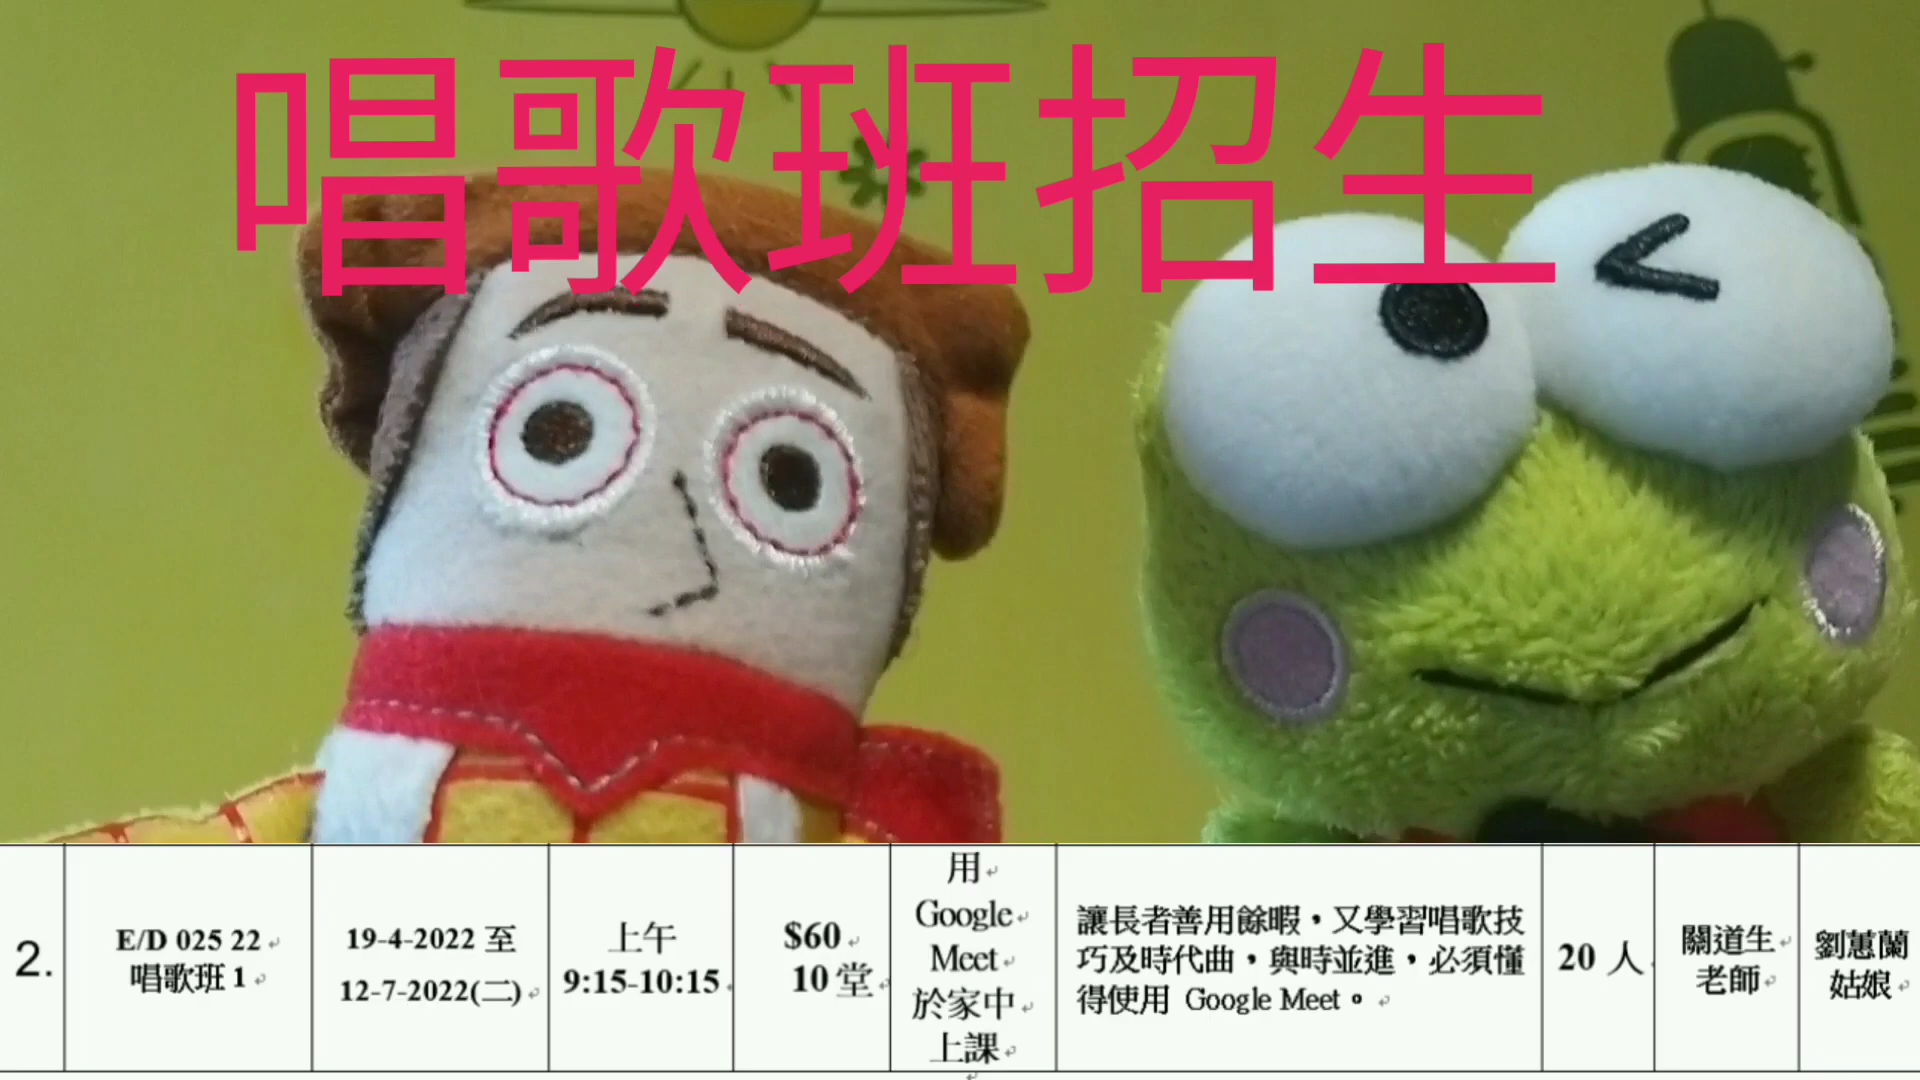 唱歌班招生
2.
E/D 025 22
唱歌班 1
19-4-2022 至
12-7-2022(二)
上午
9:15-10:15
$60
10 堂
用
Google
Meet
於家中
上課
讓長者善用餘暇，又學習唱歌技
巧及時代曲，與時並進，必須懂
得使用 Google Meet。
20 人
關道生
老師
劉蕙蘭
姑娘